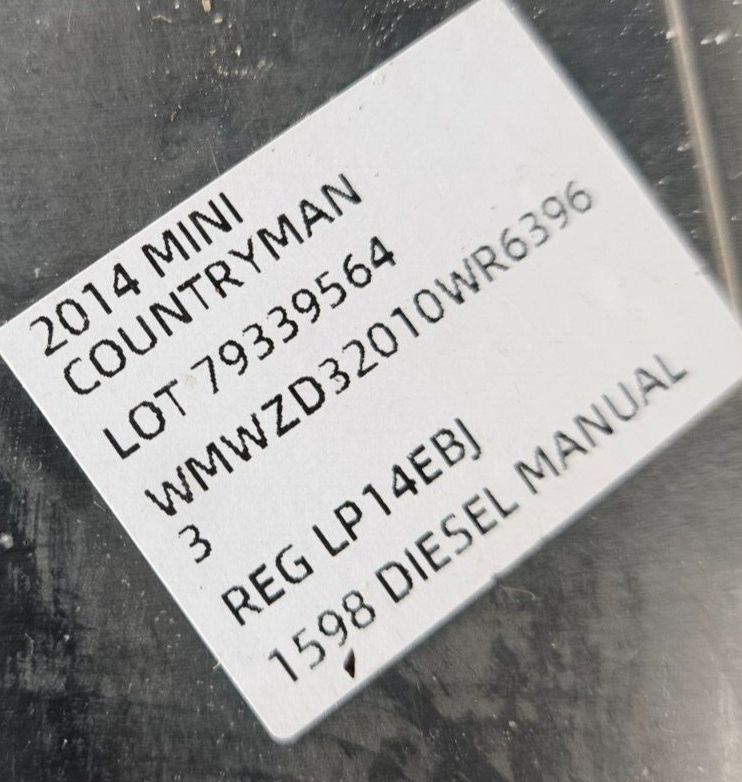 2014 MINI
COUNTRYMAN
LOT 79339564
WMWZD32010WR6396
3
REG LP14EBJ
1598 DIESEL MANUAL